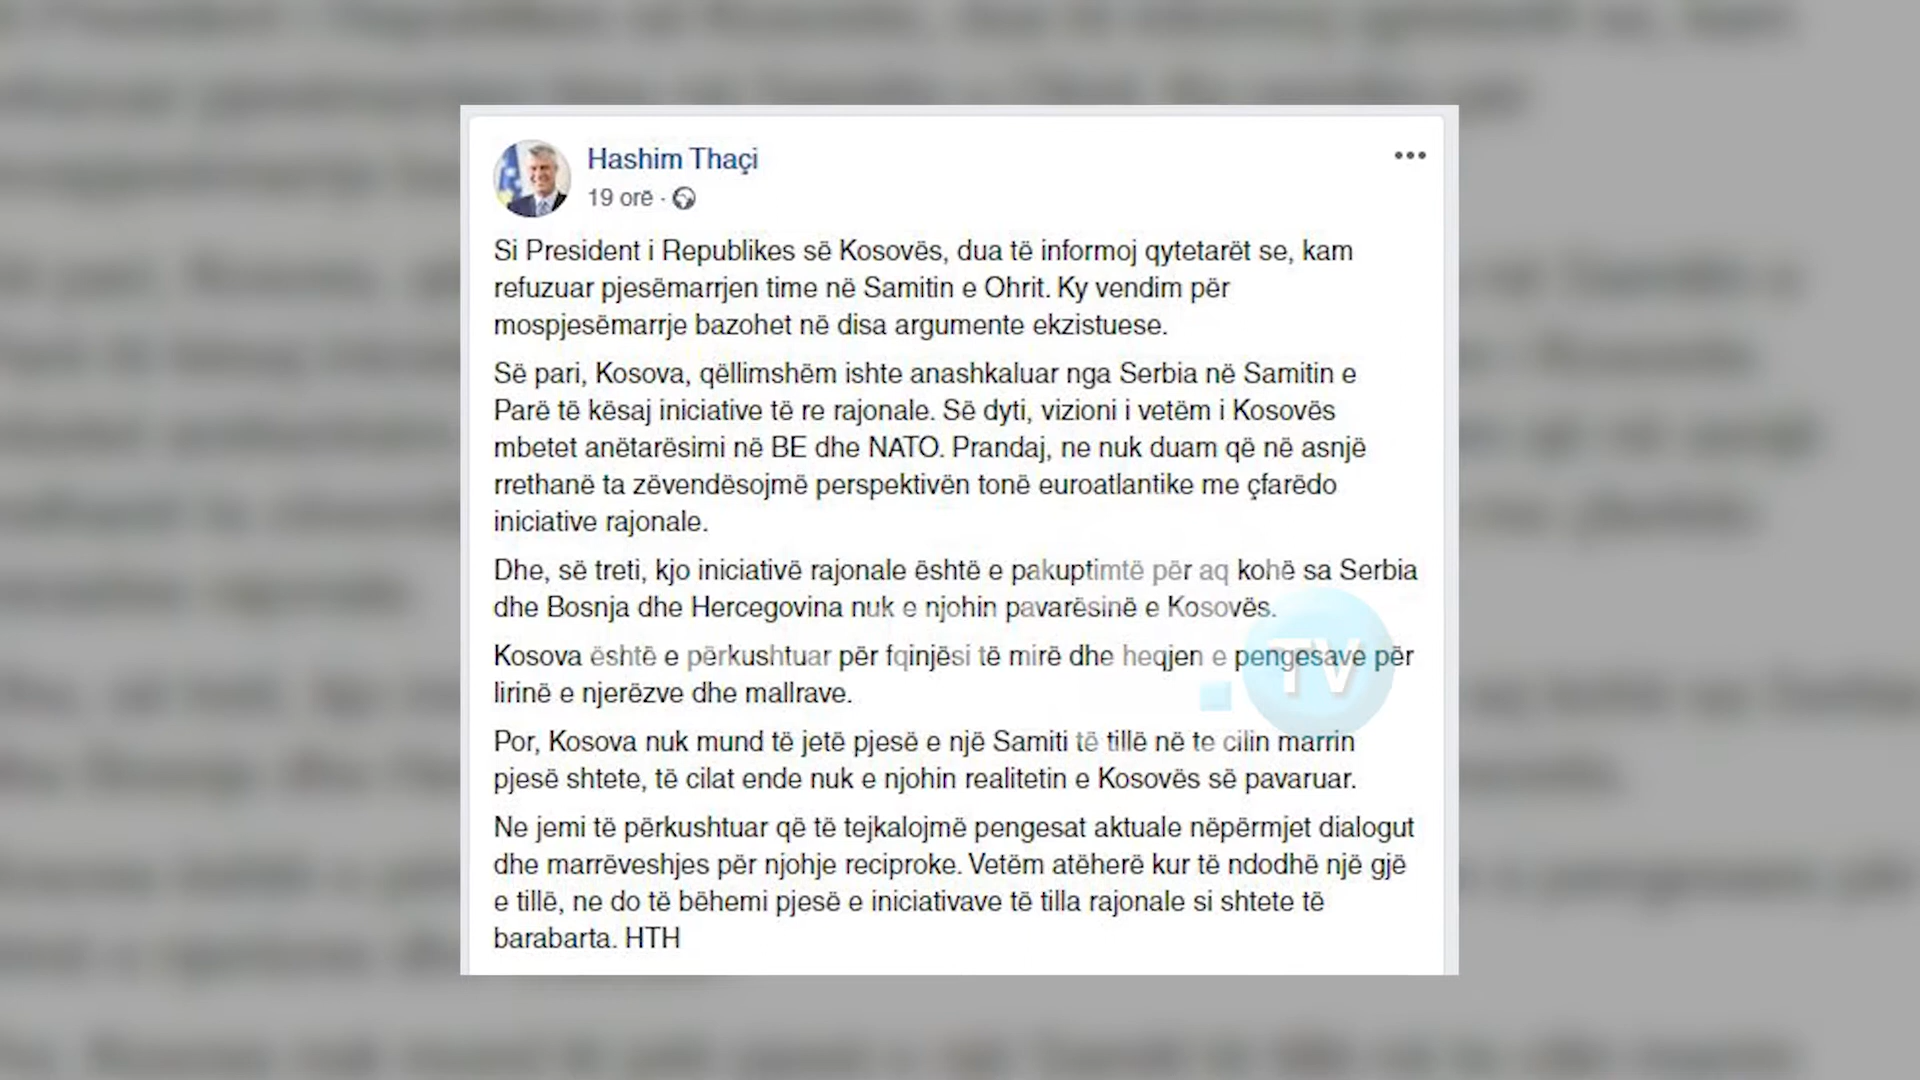 Hashim Thaçi
19 orë ·
Si President i Republikes së Kosovës, dua të informoj qytetarët se, kam
refuzuar pjesëmarrjen time në Samitin e Ohrit. Ky vendim për
mospjesëmarrje bazohet në disa argumente ekzistuese.
Së pari, Kosova, qëllimshëm ishte anashkaluar nga Serbia në Samitin e
Parë të kësaj iniciative të re rajonale. Së dyti, vizioni i vetëm i Kosovës
mbetet anëtarësimi në BE dhe NATO. Prandaj, ne nuk duam që në asnjë
rrethanë ta zëvendësojmë perspektivën tonë euroatlantike me çfarëdo
iniciative rajonale.
Dhe, së treti, kjo iniciativë rajonale është e pakuptimtë për aq kohë sa Serbia
dhe Bosnja dhe Hercegovina nuk e njohin pavarësinë e Kosovës.
Kosova është e përkushtuar për fqinjësi të mirë dhe heqjen e pengesave për
lirinë e njerëzve dhe mallrave.
TV
Por, Kosova nuk mund të jetë pjesë e një Samiti të tillë në te cilin marrin
pjesë shtete, të cilat ende nuk e njohin realitetin e Kosovës së pavaruar.
Ne jemi të përkushtuar që të tejkalojmë pengesat aktuale nëpërmjet dialogut
dhe marrëveshjes për njohje reciproke. Vetëm atëherë kur të ndodhë një gjë
e tillë, ne do të bëhemi pjesë e iniciativave të tilla rajonale si shtete të
barabarta. HTH